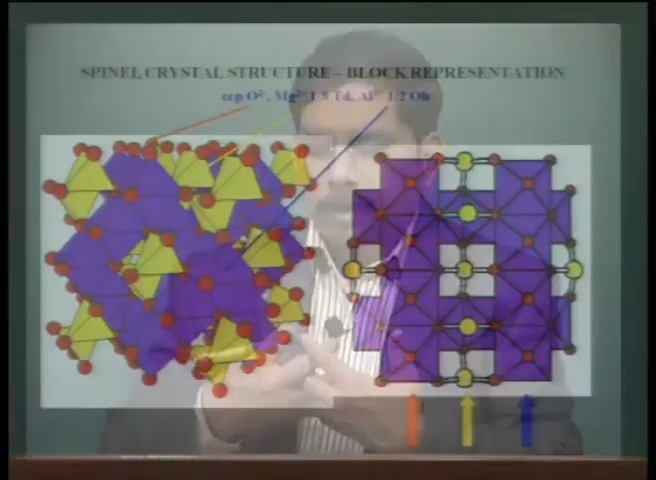 SPINEL CRYSTAL STRUCTURE – BLOCK REPRESENTATION
ccp O²⁻, Mg²⁺ 1/8 Td, Al³⁺ 1/2 Oh